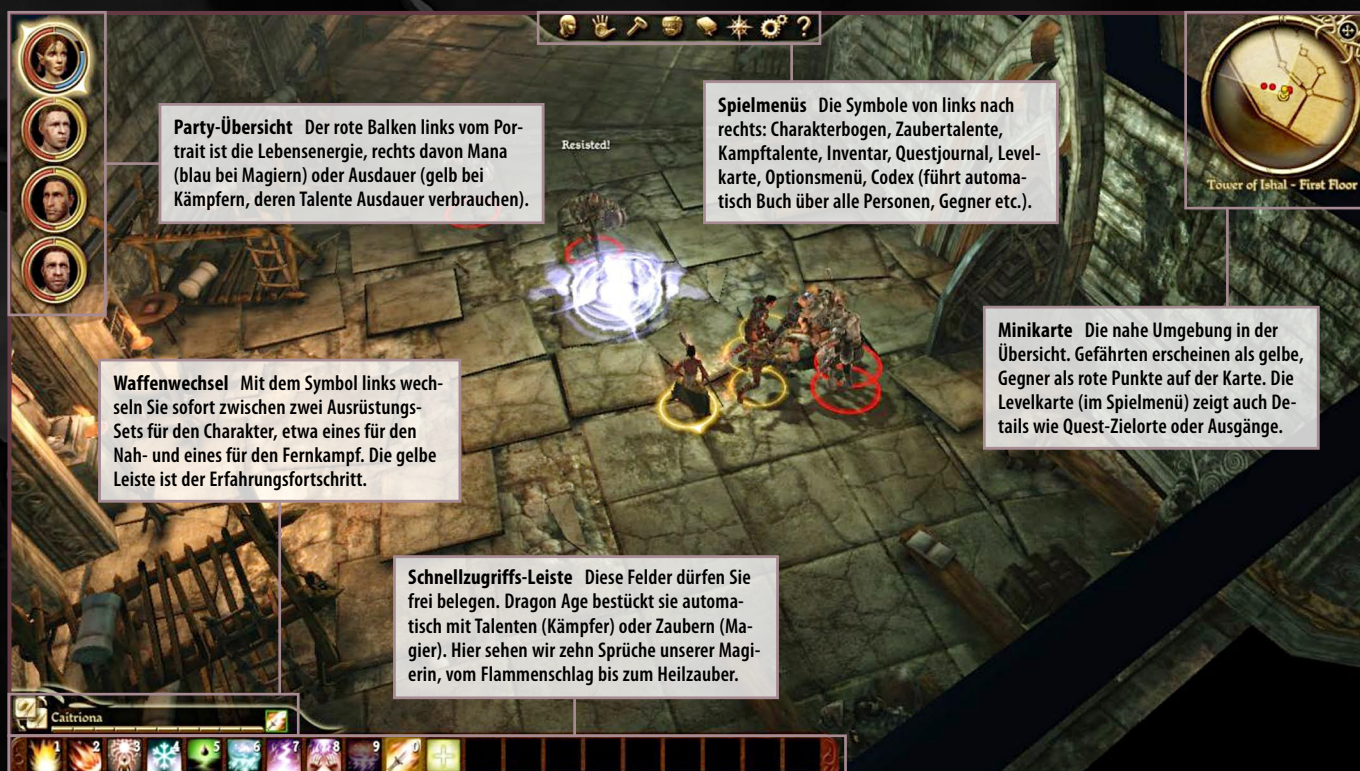 Party-Übersicht Der rote Balken links vom Por-
trait ist die Lebensenergie, rechts davon Mana
(blau bei Magiern) oder Ausdauer (gelb bei
Kämpfern, deren Talente Ausdauer verbrauchen).
Resisted!
Spielmenüs Die Symbole von links nach
rechts: Charakterbogen, Zaubertalente,
Kampftalente, Inventar, Questjournal, Level-
karte, Optionsmenü, Codex (führt automa-
tisch Buch über alle Personen, Gegner etc.).
Tower of Ishal - First Floor
Minikarte Die nahe Umgebung in der
Übersicht. Gefährten erscheinen als gelbe,
Gegner als rote Punkte auf der Karte. Die
Levelkarte (im Spielmenü) zeigt auch De-
tails wie Quest-Zielorte oder Ausgänge.
Waffenwechsel Mit dem Symbol links wech-
seln Sie sofort zwischen zwei Ausrüstungs-
Sets für den Charakter, etwa eines für den
Nah- und eines für den Fernkampf. Die gelbe
Leiste ist der Erfahrungsfortschritt.
Schnellzugriffs-Leiste Diese Felder dürfen Sie
frei belegen. Dragon Age bestückt sie automa-
tisch mit Talenten (Kämpfer) oder Zaubern (Ma-
gier). Hier sehen wir zehn Sprüche unserer Magi-
erin, vom Flammenschlag bis zum Heilzauber.
Caitriona
1 2 3 4 5 6 7 8 9 0